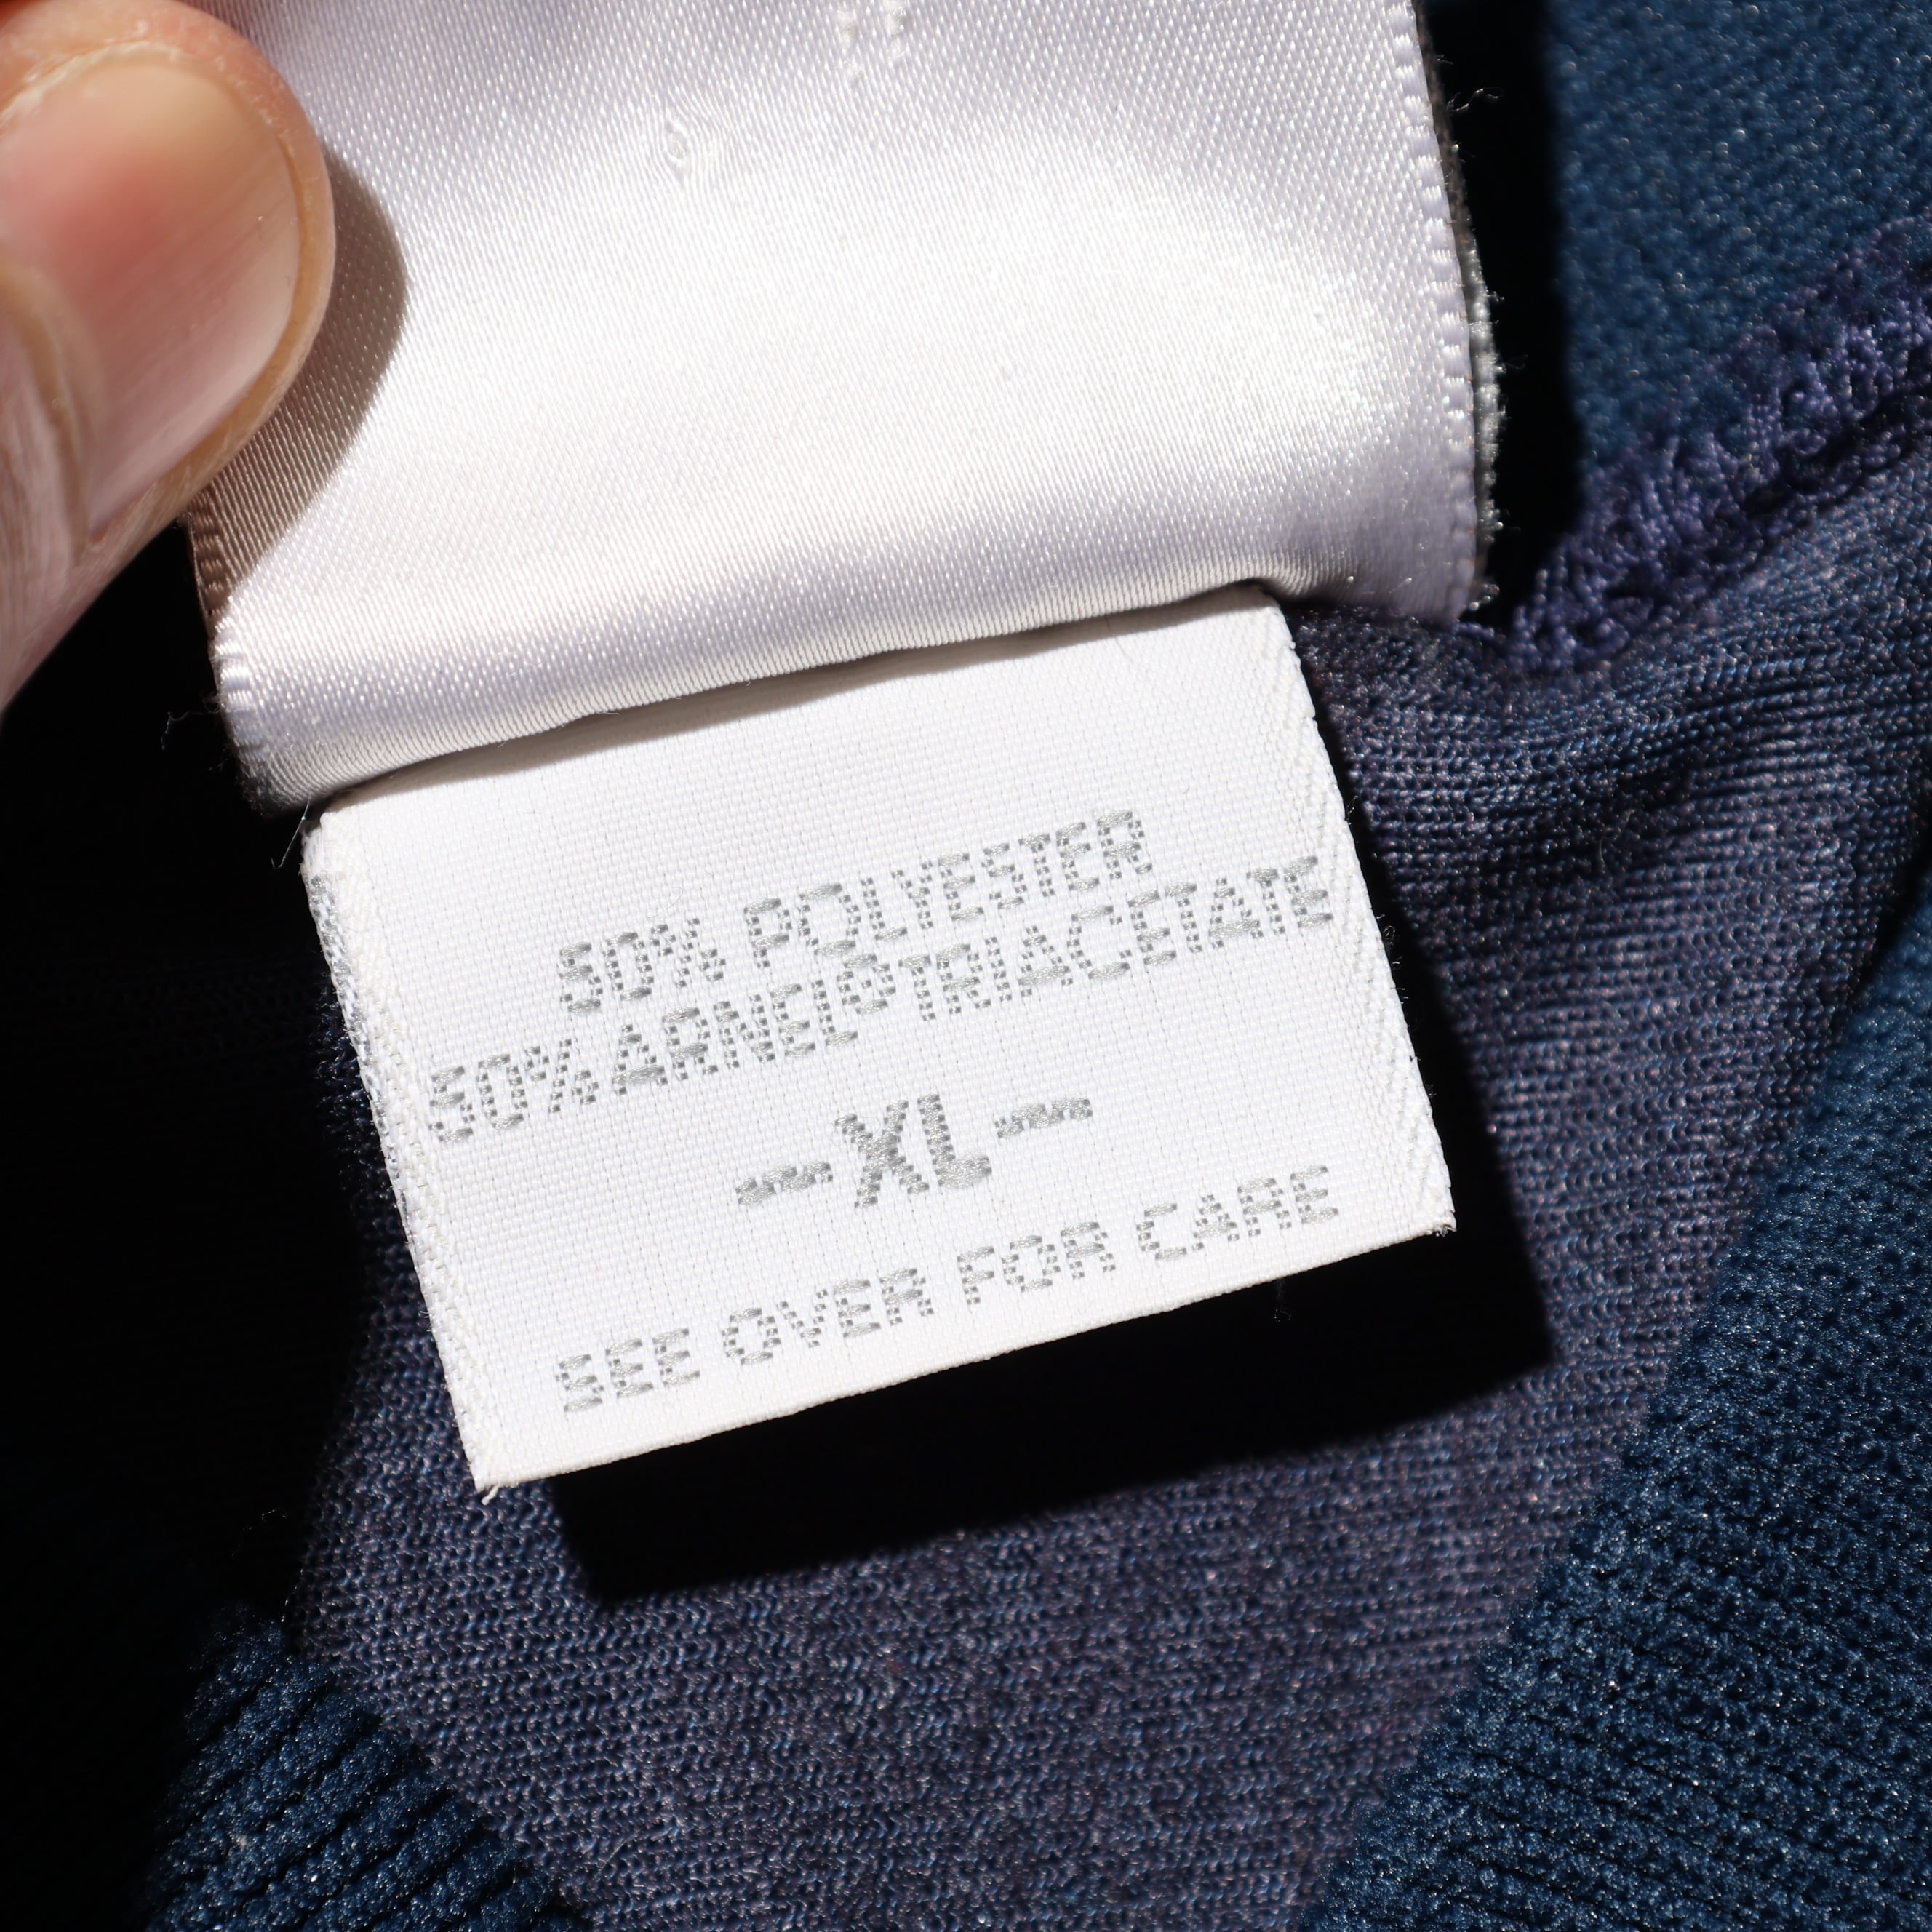 50% POLYESTER
50% ARNEL® TRIACETATE
-XL-
SEE OVER FOR CARE